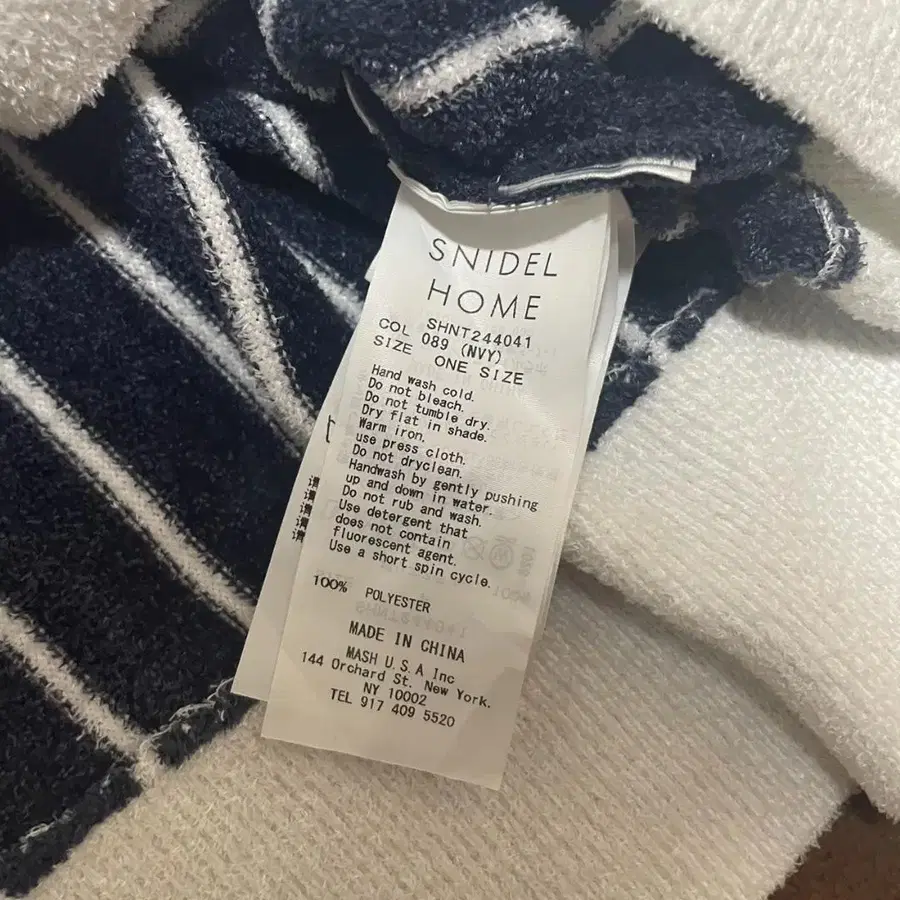 SNIDEL
HOME
SHNT244041
COL 089 (NVY)
SIZE ONE SIZE
Hand wash cold.
Do not bleach.
Do not tumble dry.
Dry flat in shade.
Warm iron,
use press cloth.
Do not dryclean.
Handwash by gently pushing
up and down in water.
Do not rub and wash.
Use detergent that
does not contain
fluorescent agent.
Use a short spin cycle.
100% POLYESTER
MADE IN CHINA
MASH U.S.A Inc
144 Orchard St. New York.
NY 10002
TEL 917 409 5520